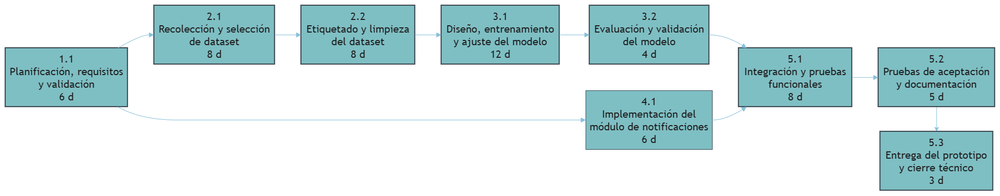 1.1
Planificación, requisitos
y validación
6 d
2.1
Recolección y selección
de dataset
8 d
2.2
Etiquetado y limpieza
del dataset
8 d
3.1
Diseño, entrenamiento
y ajuste del modelo
12 d
3.2
Evaluación y validación
del modelo
4 d
4.1
Implementación del
módulo de notificaciones
6 d
5.1
Integración y pruebas
funcionales
8 d
5.2
Pruebas de aceptación
y documentación
5 d
5.3
Entrega del prototipo
y cierre técnico
3 d